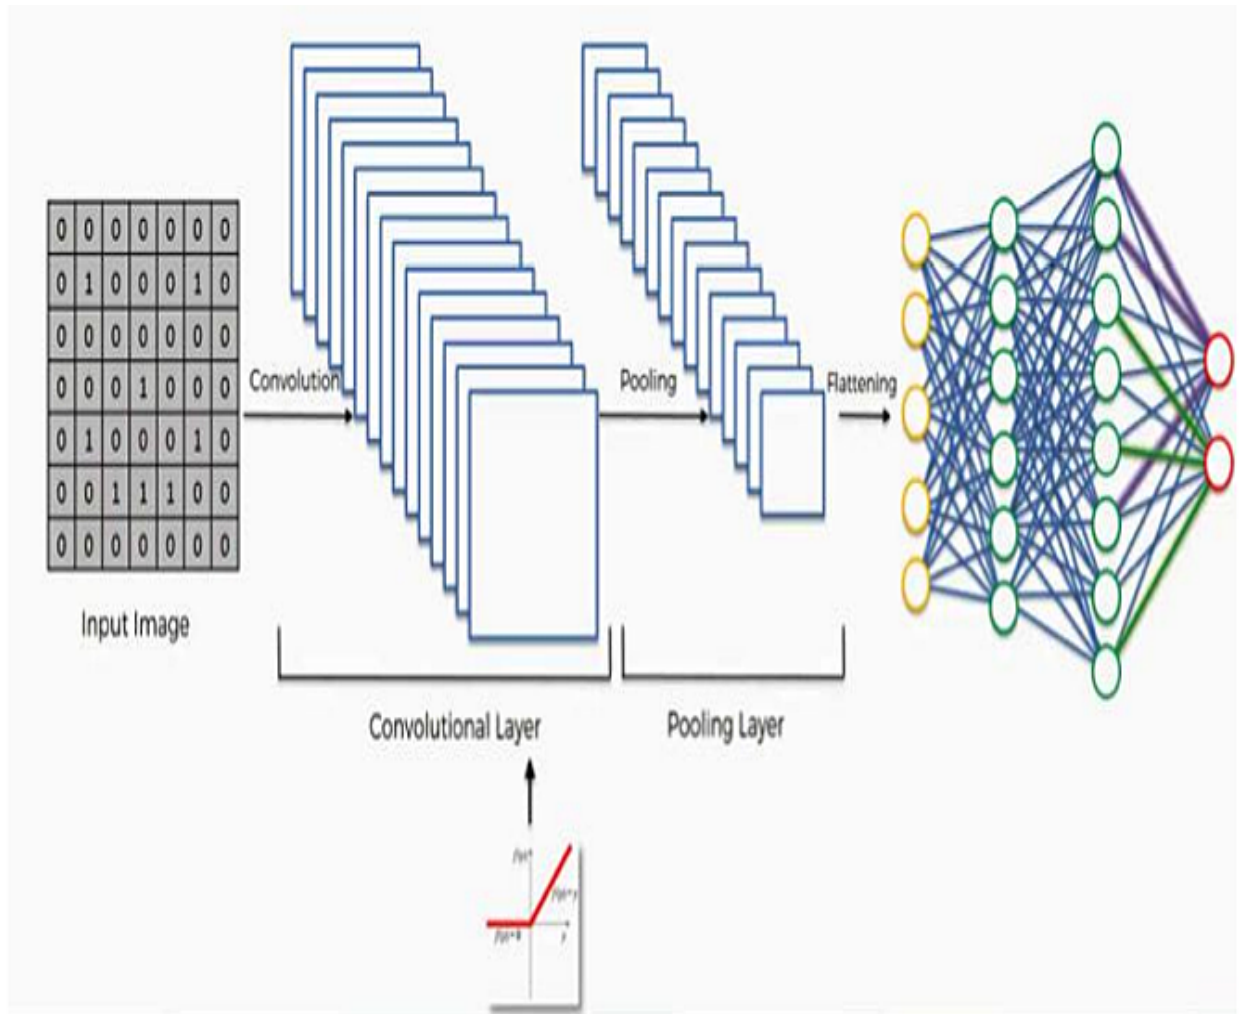 0 0 0 0 0 0 0
0 1 0 0 0 1 0
0 0 0 0 0 0 0
0 0 0 1 0 0 0
0 1 0 0 0 1 0
0 0 1 1 1 0 0
0 0 0 0 0 0 0
Input Image
Convolution
Pooling
Flattening
Convolutional Layer
Pooling Layer
y